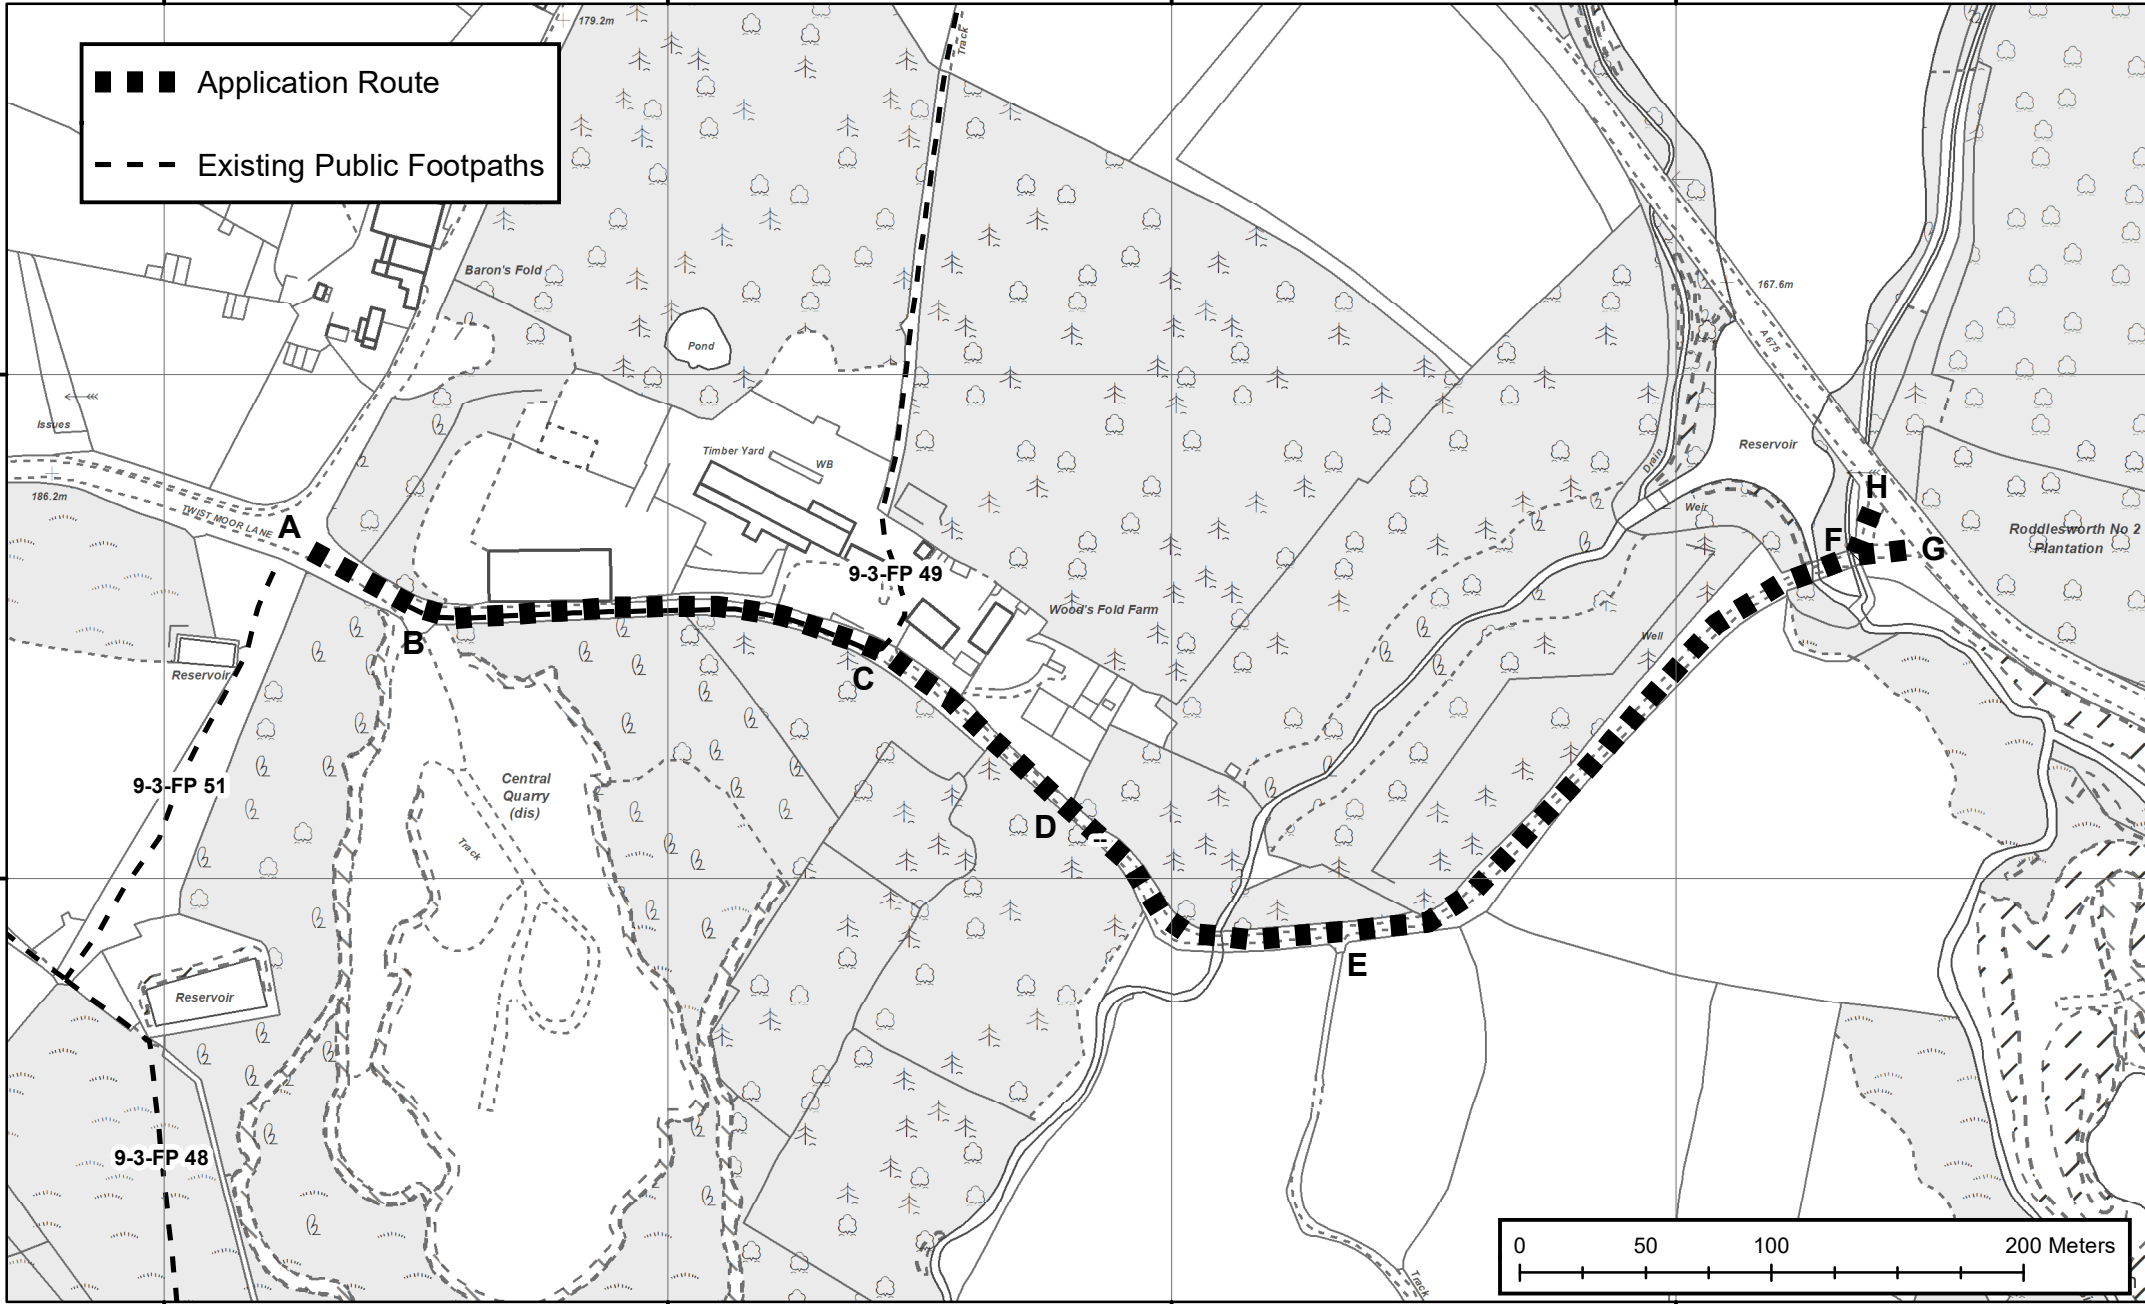 179.2m
Track
Application Route
Existing Public Footpaths
Baron's Fold
167.6m
A 675
Pond
Issues
Reservoir
Timber Yard
WB
Drain
186.2m
TWIST MOOR LANE
A
H
Weir
Roddlesworth No 2
Plantation
F
G
9-3-FP 49
Wood's Fold Farm
B
Well
Reservoir
C
9-3-FP 51
Central
Quarry
(dis)
D
Track
E
Reservoir
9-3-FP 48
0
50
100
200 Meters
Track